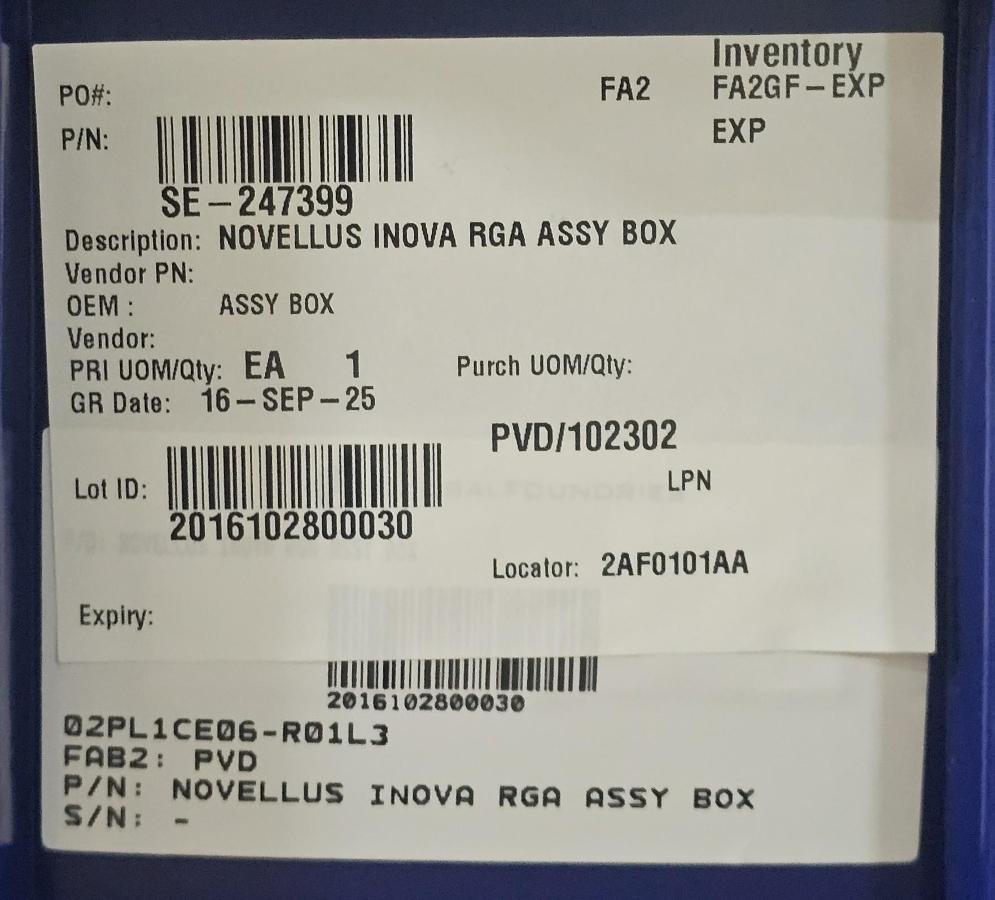 Inventory
PO#: FA2 FA2GF-EXP
P/N: EXP
SE-247399
Description: NOVELLUS INOVA RGA ASSY BOX
Vendor PN:
OEM : ASSY BOX
Vendor:
PRI UOM/Qty: EA 1 Purch UOM/Qty:
GR Date: 16-SEP-25
PVD/102302
Lot ID: LPN
2016102800030
Locator: 2AF0101AA
Expiry:
2016102800030
02PL1CE06-R01L3
FAB2: PVD
P/N: NOVELLUS INOVA RGA ASSY BOX
S/N: -